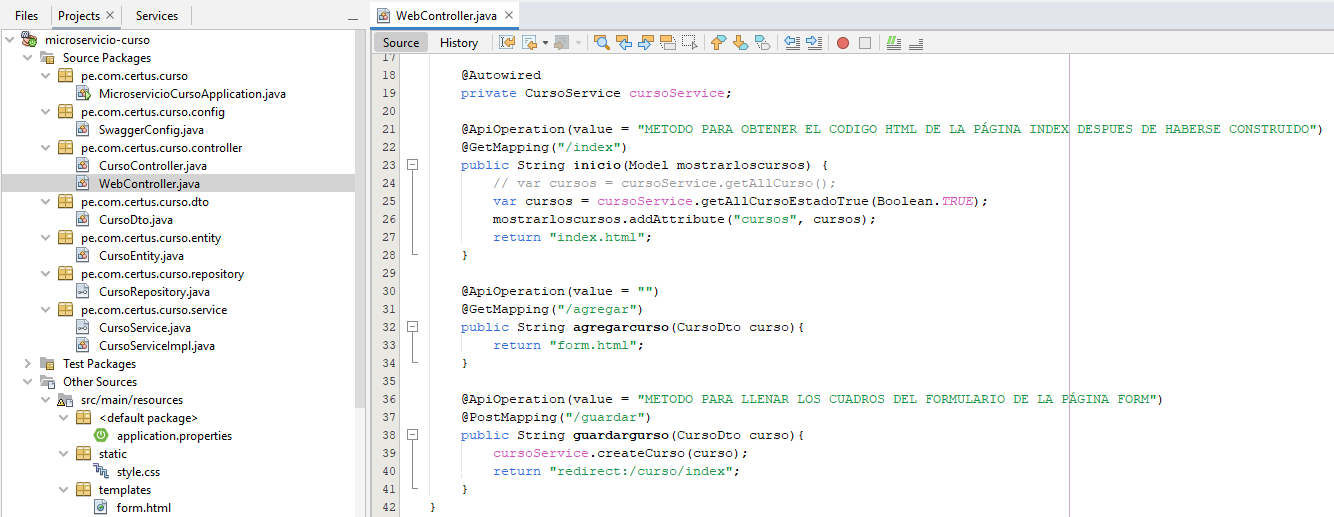 Files Projects Services
microservicio-curso
Source Packages
pe.com.certus.curso
MicroservicioCursoApplication.java
pe.com.certus.curso.config
SwaggerConfig.java
pe.com.certus.curso.controller
CursoController.java
WebController.java
pe.com.certus.curso.dto
CursoDto.java
pe.com.certus.curso.entity
CursoEntity.java
pe.com.certus.curso.repository
CursoRepository.java
pe.com.certus.curso.service
CursoService.java
CursoServiceImpl.java
Test Packages
Other Sources
src/main/resources
<default package>
application.properties
static
style.css
templates
form.html
WebController.java
Source History
17
18 @Autowired
19 private CursoService cursoService;
20
21 @ApiOperation(value = "METODO PARA OBTENER EL CODIGO HTML DE LA PÁGINA INDEX DESPUES DE HABERSE CONSTRUIDO")
22 @GetMapping("/index")
23 public String inicio(Model mostrarloscursos) {
24 // var cursos = cursoService.getAllCurso();
25 var cursos = cursoService.getAllCursoEstadoTrue(Boolean.TRUE);
26 mostrarloscursos.addAttribute("cursos", cursos);
27 return "index.html";
28 }
29
30 @ApiOperation(value = "")
31 @GetMapping("/agregar")
32 public String agregarcurso(CursoDto curso){
33 return "form.html";
34 }
35
36 @ApiOperation(value = "METODO PARA LLENAR LOS CUADROS DEL FORMULARIO DE LA PÁGINA FORM")
37 @PostMapping("/guardar")
38 public String guardargurso(CursoDto curso){
39 cursoService.createCurso(curso);
40 return "redirect:/curso/index";
41 }
42 }